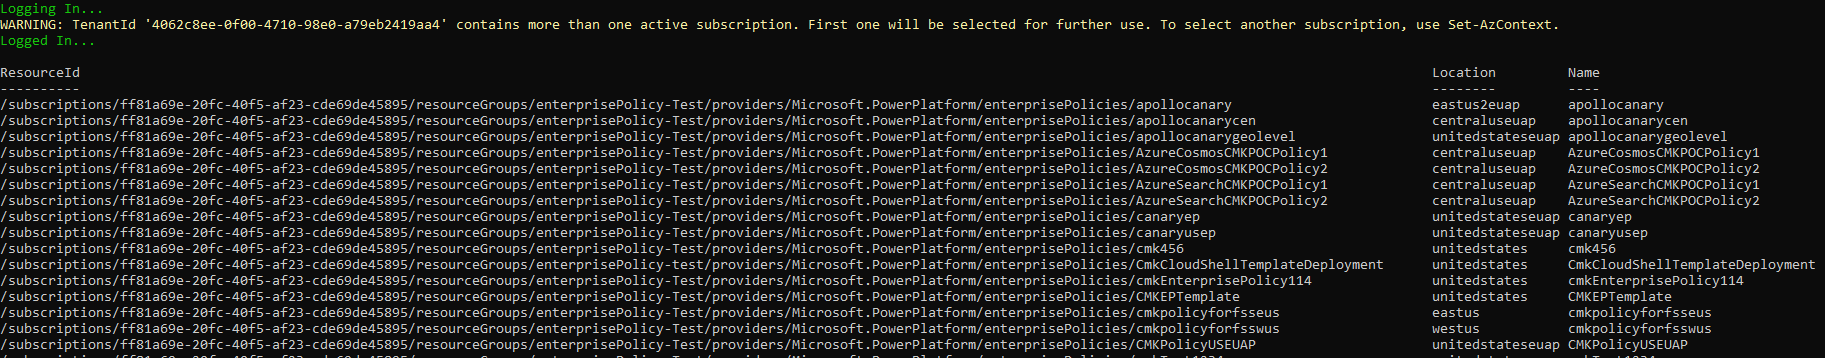 Logging In...
WARNING: TenantId '4062c8ee-0f00-4710-98e0-a79eb2419aa4' contains more than one active subscription. First one will be selected for further use. To select another subscription, use Set-AzContext.
Logged In...
ResourceId Location Name
---------- -------- ----
/subscriptions/ff81a69e-20fc-40f5-af23-cde69de45895/resourceGroups/enterprisePolicy-Test/providers/Microsoft.PowerPlatform/enterprisePolicies/apollocanary eastus2euap apollocanary
/subscriptions/ff81a69e-20fc-40f5-af23-cde69de45895/resourceGroups/enterprisePolicy-Test/providers/Microsoft.PowerPlatform/enterprisePolicies/apollocanarycen centraluseuap apollocanarycen
/subscriptions/ff81a69e-20fc-40f5-af23-cde69de45895/resourceGroups/enterprisePolicy-Test/providers/Microsoft.PowerPlatform/enterprisePolicies/apollocanarygeolevel unitedstateseuap apollocanarygeolevel
/subscriptions/ff81a69e-20fc-40f5-af23-cde69de45895/resourceGroups/enterprisePolicy-Test/providers/Microsoft.PowerPlatform/enterprisePolicies/AzureCosmosCMKPOCPolicy1 centraluseuap AzureCosmosCMKPOCPolicy1
/subscriptions/ff81a69e-20fc-40f5-af23-cde69de45895/resourceGroups/enterprisePolicy-Test/providers/Microsoft.PowerPlatform/enterprisePolicies/AzureCosmosCMKPOCPolicy2 centraluseuap AzureCosmosCMKPOCPolicy2
/subscriptions/ff81a69e-20fc-40f5-af23-cde69de45895/resourceGroups/enterprisePolicy-Test/providers/Microsoft.PowerPlatform/enterprisePolicies/AzureSearchCMKPOCPolicy1 centraluseuap AzureSearchCMKPOCPolicy1
/subscriptions/ff81a69e-20fc-40f5-af23-cde69de45895/resourceGroups/enterprisePolicy-Test/providers/Microsoft.PowerPlatform/enterprisePolicies/AzureSearchCMKPOCPolicy2 centraluseuap AzureSearchCMKPOCPolicy2
/subscriptions/ff81a69e-20fc-40f5-af23-cde69de45895/resourceGroups/enterprisePolicy-Test/providers/Microsoft.PowerPlatform/enterprisePolicies/canaryep unitedstateseuap canaryep
/subscriptions/ff81a69e-20fc-40f5-af23-cde69de45895/resourceGroups/enterprisePolicy-Test/providers/Microsoft.PowerPlatform/enterprisePolicies/canaryusep unitedstateseuap canaryusep
/subscriptions/ff81a69e-20fc-40f5-af23-cde69de45895/resourceGroups/enterprisePolicy-Test/providers/Microsoft.PowerPlatform/enterprisePolicies/cmk456 unitedstates cmk456
/subscriptions/ff81a69e-20fc-40f5-af23-cde69de45895/resourceGroups/enterprisePolicy-Test/providers/Microsoft.PowerPlatform/enterprisePolicies/CmkCloudShellTemplateDeployment unitedstates CmkCloudShellTemplateDeployment
/subscriptions/ff81a69e-20fc-40f5-af23-cde69de45895/resourceGroups/enterprisePolicy-Test/providers/Microsoft.PowerPlatform/enterprisePolicies/cmkEnterprisePolicy114 unitedstates cmkEnterprisePolicy114
/subscriptions/ff81a69e-20fc-40f5-af23-cde69de45895/resourceGroups/enterprisePolicy-Test/providers/Microsoft.PowerPlatform/enterprisePolicies/CMKEPTemplate unitedstates CMKEPTemplate
/subscriptions/ff81a69e-20fc-40f5-af23-cde69de45895/resourceGroups/enterprisePolicy-Test/providers/Microsoft.PowerPlatform/enterprisePolicies/cmkpolicyforfsseus eastus cmkpolicyforfsseus
/subscriptions/ff81a69e-20fc-40f5-af23-cde69de45895/resourceGroups/enterprisePolicy-Test/providers/Microsoft.PowerPlatform/enterprisePolicies/cmkpolicyforfsswus westus cmkpolicyforfsswus
/subscriptions/ff81a69e-20fc-40f5-af23-cde69de45895/resourceGroups/enterprisePolicy-Test/providers/Microsoft.PowerPlatform/enterprisePolicies/CMKPolicyUSEUAP unitedstateseuap CMKPolicyUSEUAP